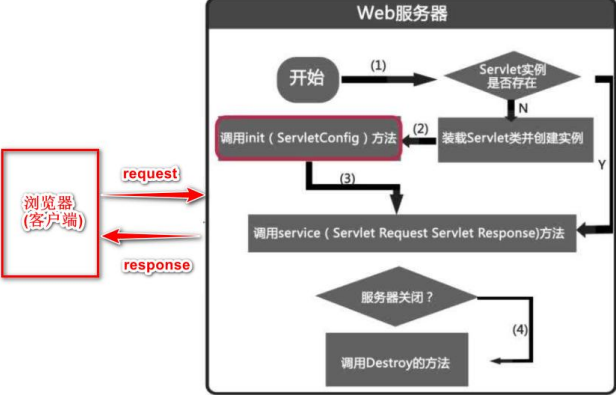 Web服务器
开始
(1)
Servlet实例
是否存在
N
调用init（ServletConfig）方法
(2)
装载Servlet类并创建实例
Y
(3)
request
浏览器
(客户端)
response
调用service（Servlet Request Servlet Response)方法
服务器关闭？
(4)
调用Destroy的方法